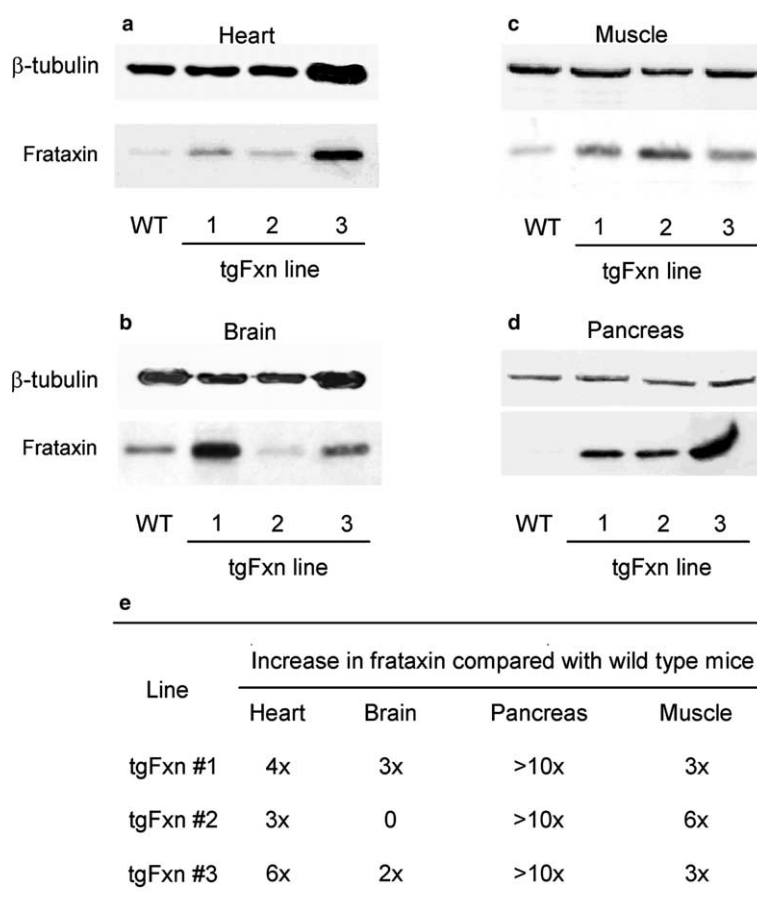 a
Heart
β-tubulin
Frataxin
WT 1 2 3
tgFxn line
c
Muscle
WT 1 2 3
tgFxn line
b
Brain
β-tubulin
Frataxin
WT 1 2 3
tgFxn line
d
Pancreas
WT 1 2 3
tgFxn line
e
Line
Increase in frataxin compared with wild type mice
Heart Brain Pancreas Muscle
tgFxn #1 4x 3x >10x 3x
tgFxn #2 3x 0 >10x 6x
tgFxn #3 6x 2x >10x 3x